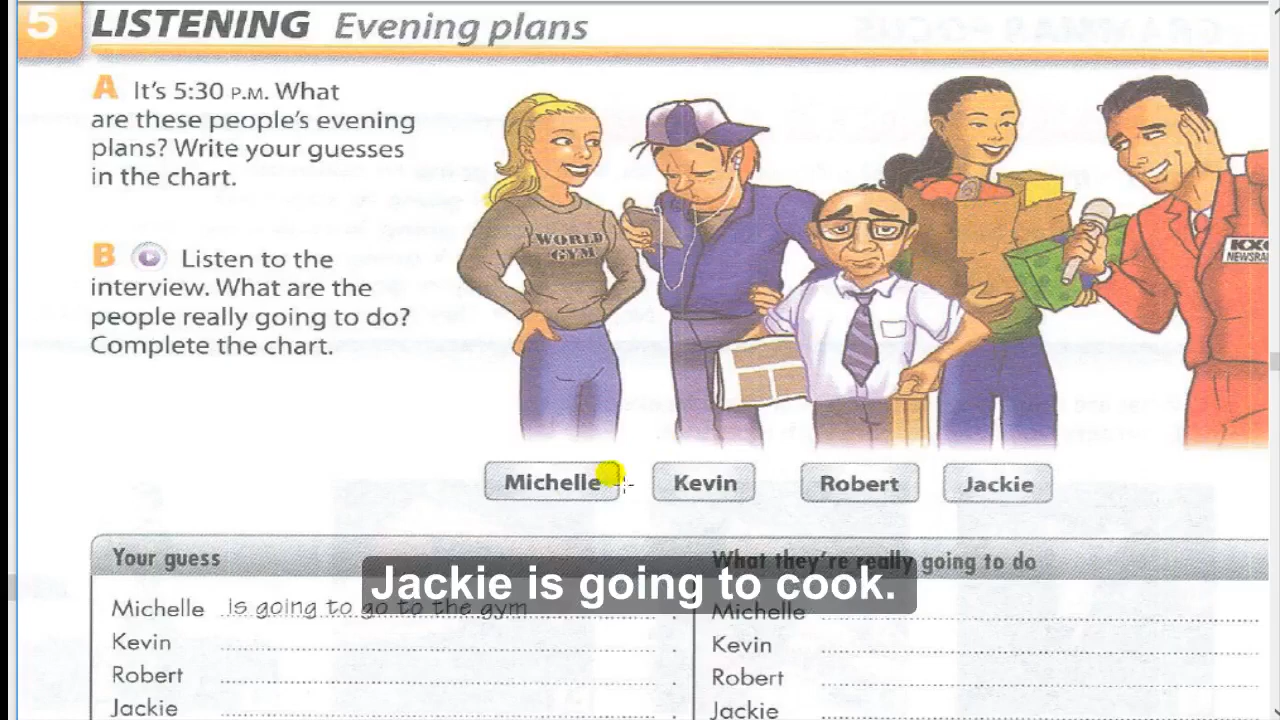 5 LISTENING Evening plans
A It's 5:30 P.M. What
are these people's evening
plans? Write your guesses
in the chart.
B Listen to the
interview. What are the
people really going to do?
Complete the chart.
WORLD
GYM
Michelle
Kevin
Robert
Jackie
Your guess
What they're really going to do
Jackie is going to cook.
Michelle is going to go to the gym .
Kevin .
Robert .
Jackie .
Michelle
Kevin
Robert
Jackie